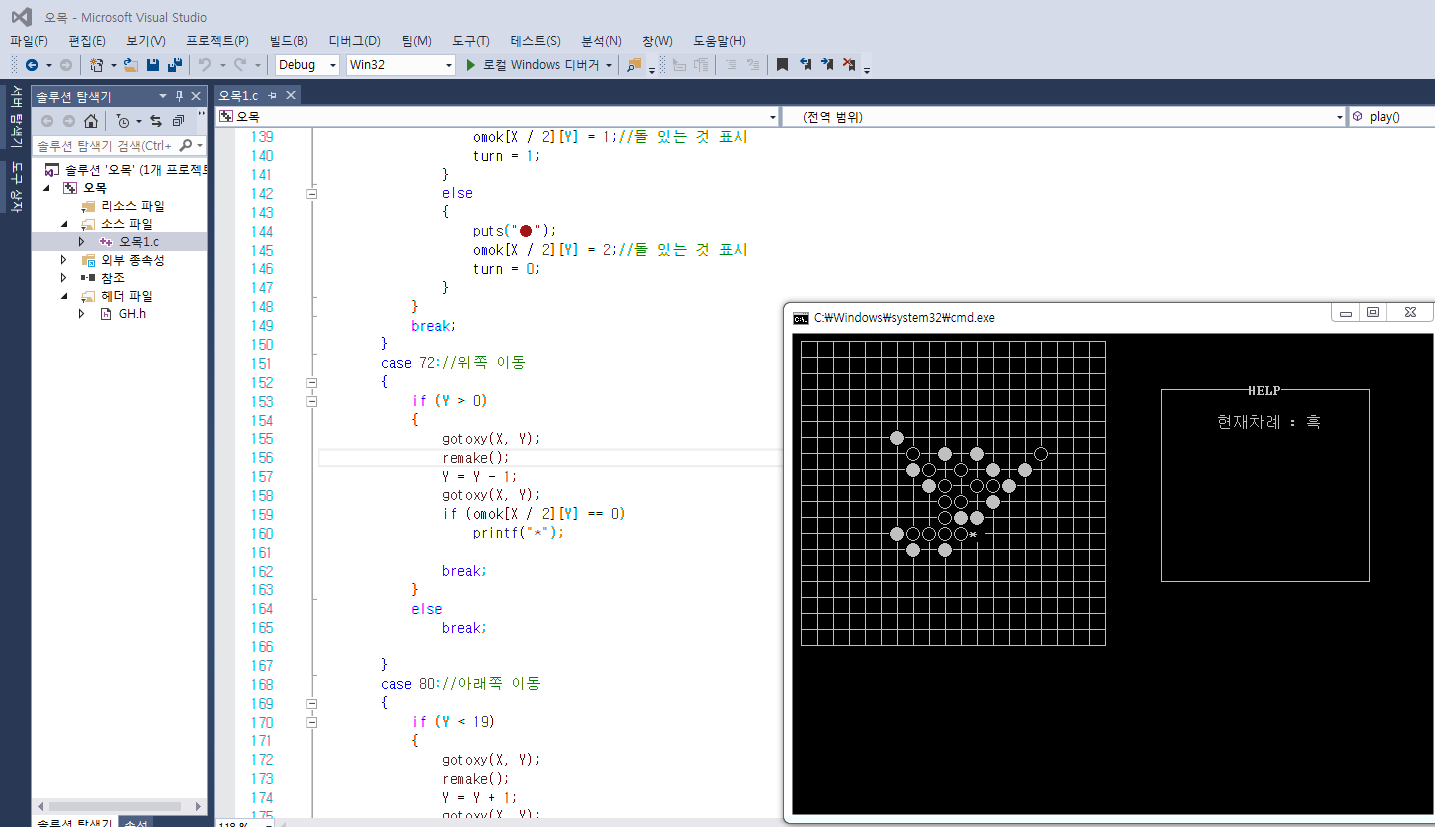 오목 - Microsoft Visual Studio
파일(F) 편집(E) 보기(V) 프로젝트(P) 빌드(B) 디버그(D) 팀(M) 도구(T) 테스트(S) 분석(N) 창(W) 도움말(H)
Debug Win32 로컬 Windows 디버거
서버 탐색기
도구 상자
솔루션 탐색기
솔루션 탐색기 검색(Ctrl+
솔루션 '오목' (1개 프로젝트
오목
리소스 파일
소스 파일
오목1.c
외부 종속성
참조
헤더 파일
GH.h
솔루션 탐색기 속성
오목1.c
오목 (전역 범위) play()
139 omok[X / 2][Y] = 1;//돌 있는 것 표시
140 turn = 1;
141 }
142 else
143 {
144 puts("●");
145 omok[X / 2][Y] = 2;//돌 있는 것 표시
146 turn = 0;
147 }
148 }
149 break;
150 }
151 case 72://위쪽 이동
152 {
153 if (Y > 0)
154 {
155 gotoxy(X, Y);
156 remake();
157 Y = Y - 1;
158 gotoxy(X, Y);
159 if (omok[X / 2][Y] == 0)
160 printf("*");
161
162 break;
163 }
164 else
165 break;
166
167 }
168 case 80://아래쪽 이동
169 {
170 if (Y < 19)
171 {
172 gotoxy(X, Y);
173 remake();
174 Y = Y + 1;
175 gotoxy(X, Y);
118 %
C:\Windows\system32\cmd.exe
HELP
현재차례 : 흑
*